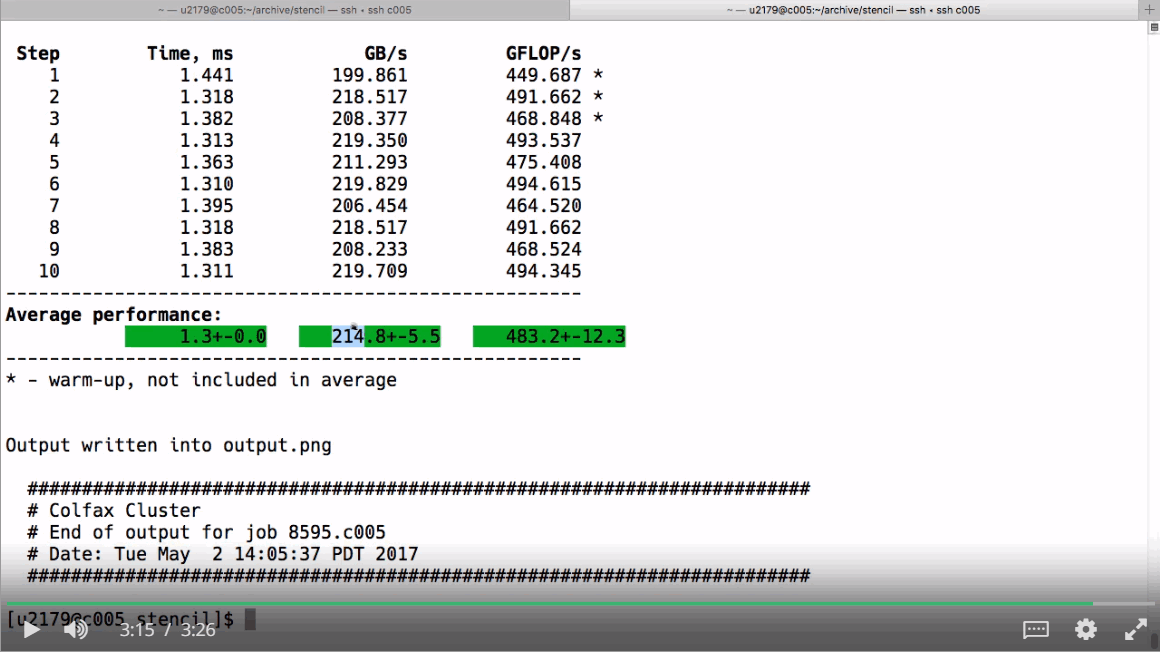 ~ — u2179@c005:~/archive/stencil — ssh • ssh c005 ~ — u2179@c005:~/archive/stencil — ssh • ssh c005 +
Step Time, ms GB/s GFLOP/s
1 1.441 199.861 449.687 *
2 1.318 218.517 491.662 *
3 1.382 208.377 468.848 *
4 1.313 219.350 493.537
5 1.363 211.293 475.408
6 1.310 219.829 494.615
7 1.395 206.454 464.520
8 1.318 218.517 491.662
9 1.383 208.233 468.524
10 1.311 219.709 494.345
-----------------------------------------------------
Average performance:
1.3+-0.0 214.8+-5.5 483.2+-12.3
-----------------------------------------------------
* - warm-up, not included in average
Output written into output.png
########################################################################
# Colfax Cluster
# End of output for job 8595.c005
# Date: Tue May  2 14:05:37 PDT 2017
########################################################################
[u2179@c005 stencil]$
3:15 / 3:26